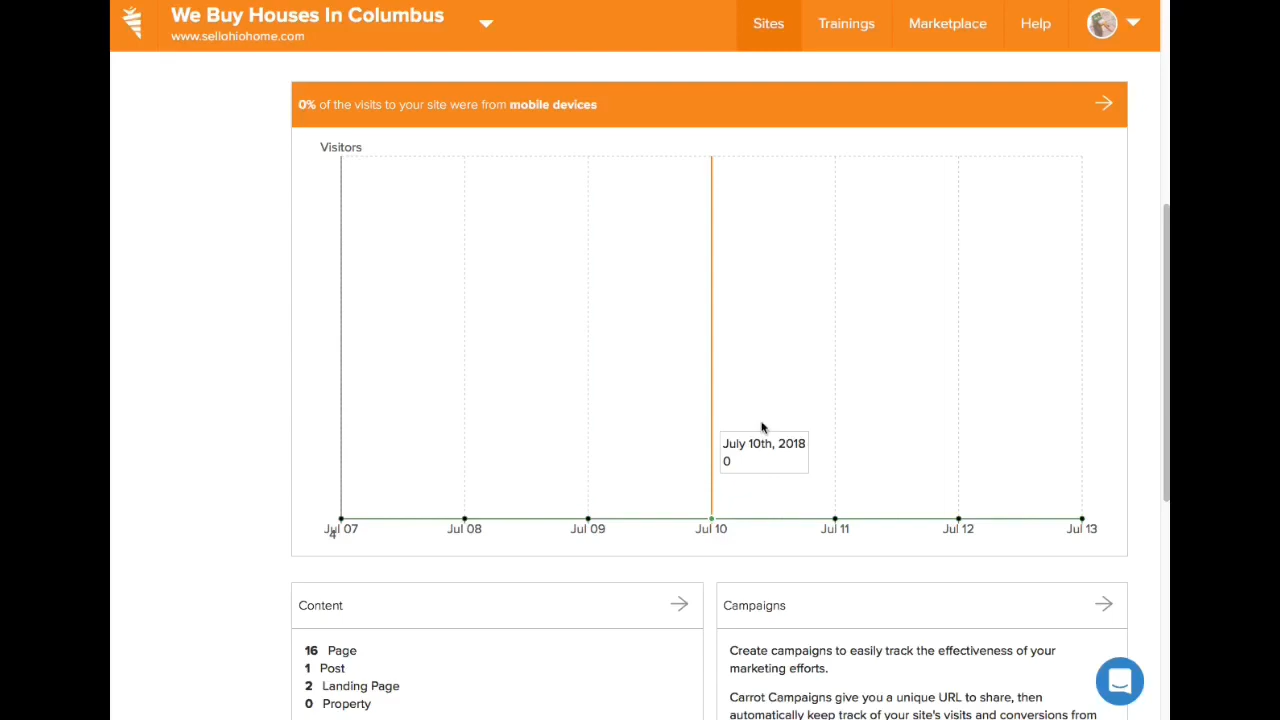 We Buy Houses In Columbus
www.sellohiohome.com
Sites
Trainings
Marketplace
Help
0% of the visits to your site were from mobile devices
Visitors
July 10th, 2018
0
Jul 07
4
Jul 08
Jul 09
Jul 10
Jul 11
Jul 12
Jul 13
Content
16 Page
1 Post
2 Landing Page
0 Property
Campaigns
Create campaigns to easily track the effectiveness of your
marketing efforts.
Carrot Campaigns give you a unique URL to share, then
automatically keep track of your site's visits and conversions from